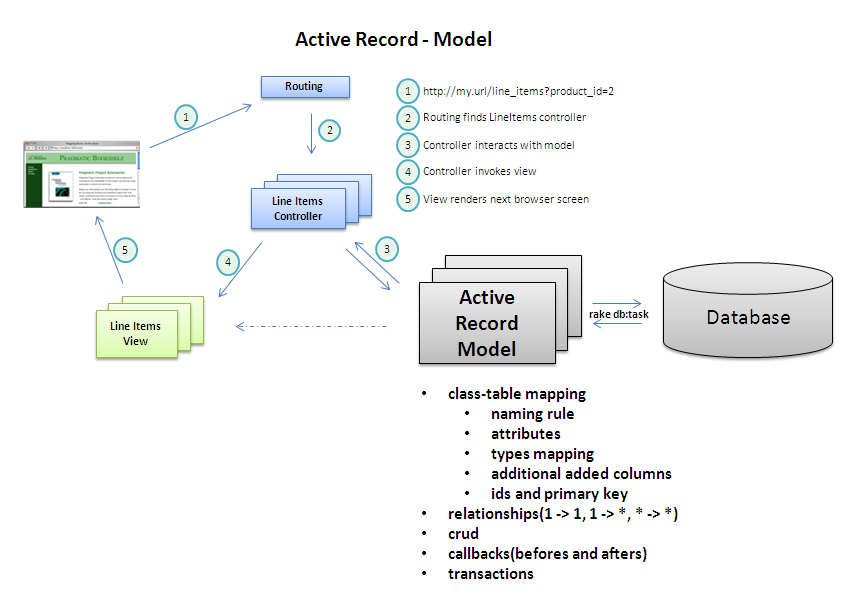 Active Record - Model
Routing
1 http://my.url/line_items?product_id=2
2 Routing finds LineItems controller
3 Controller interacts with model
4 Controller invokes view
5 View renders next browser screen
1
2
PRAGMATIC BOOKSHELF
Pragmatic Project Automation
Line Items
Controller
3
4
5
Line Items
View
Active
Record
Model
rake db:task
Database
• class-table mapping
• naming rule
• attributes
• types mapping
• additional added columns
• ids and primary key
• relationships(1 -> 1, 1 -> *, * -> *)
• crud
• callbacks(befores and afters)
• transactions